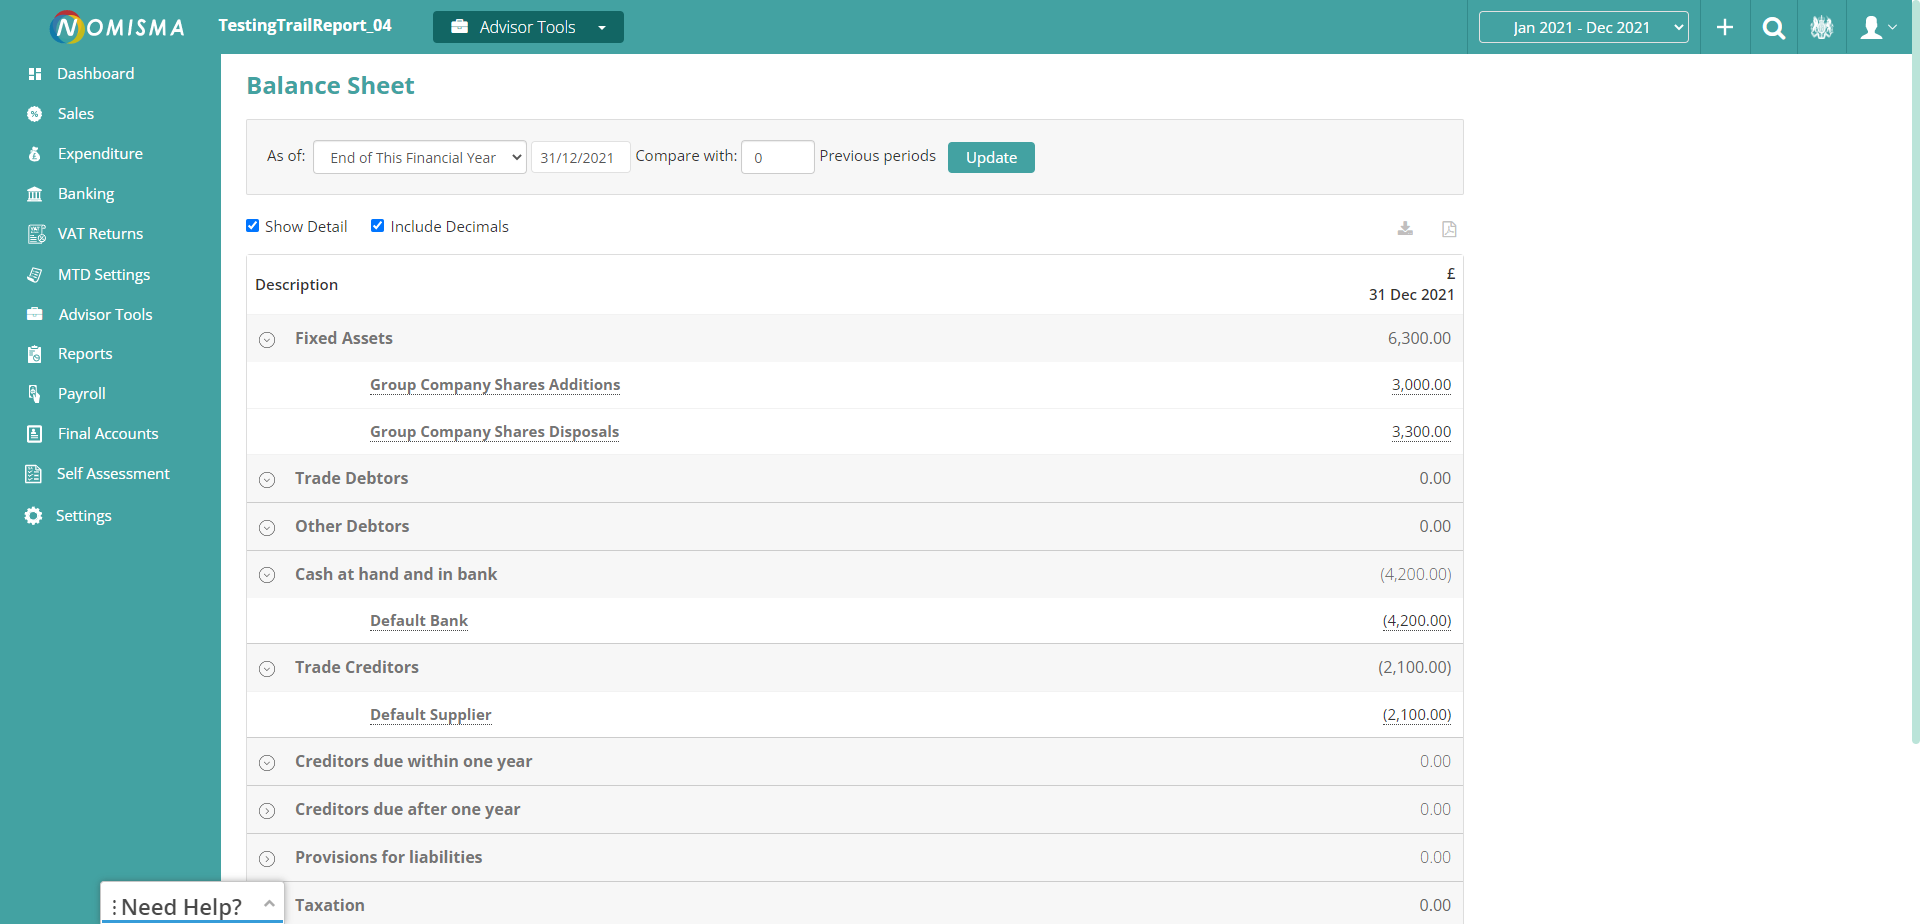 NOMISMA
TestingTrailReport_04
Advisor Tools
Jan 2021 - Dec 2021
Dashboard
Sales
Expenditure
Banking
VAT Returns
MTD Settings
Advisor Tools
Reports
Payroll
Final Accounts
Self Assessment
Settings
Balance Sheet
As of: End of This Financial Year 31/12/2021 Compare with: 0 Previous periods Update
Show Detail Include Decimals
£
Description 31 Dec 2021
Fixed Assets 6,300.00
Group Company Shares Additions 3,000.00
Group Company Shares Disposals 3,300.00
Trade Debtors 0.00
Other Debtors 0.00
Cash at hand and in bank (4,200.00)
Default Bank (4,200.00)
Trade Creditors (2,100.00)
Default Supplier (2,100.00)
Creditors due within one year 0.00
Creditors due after one year 0.00
Provisions for liabilities 0.00
Taxation 0.00
Need Help?